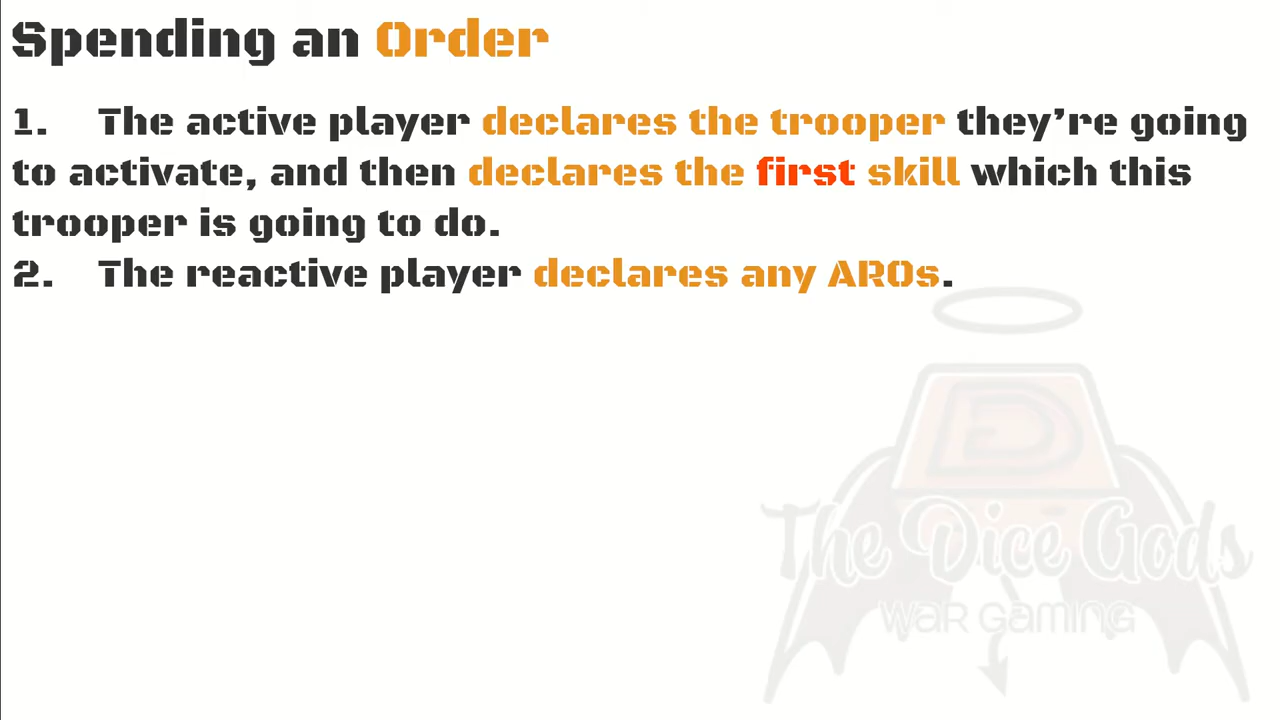 Spending an Order
1. The active player declares the trooper they’re going
to activate, and then declares the first skill which this
trooper is going to do.
2. The reactive player declares any AROs.
D
The Dice Gods
WAR GAMING